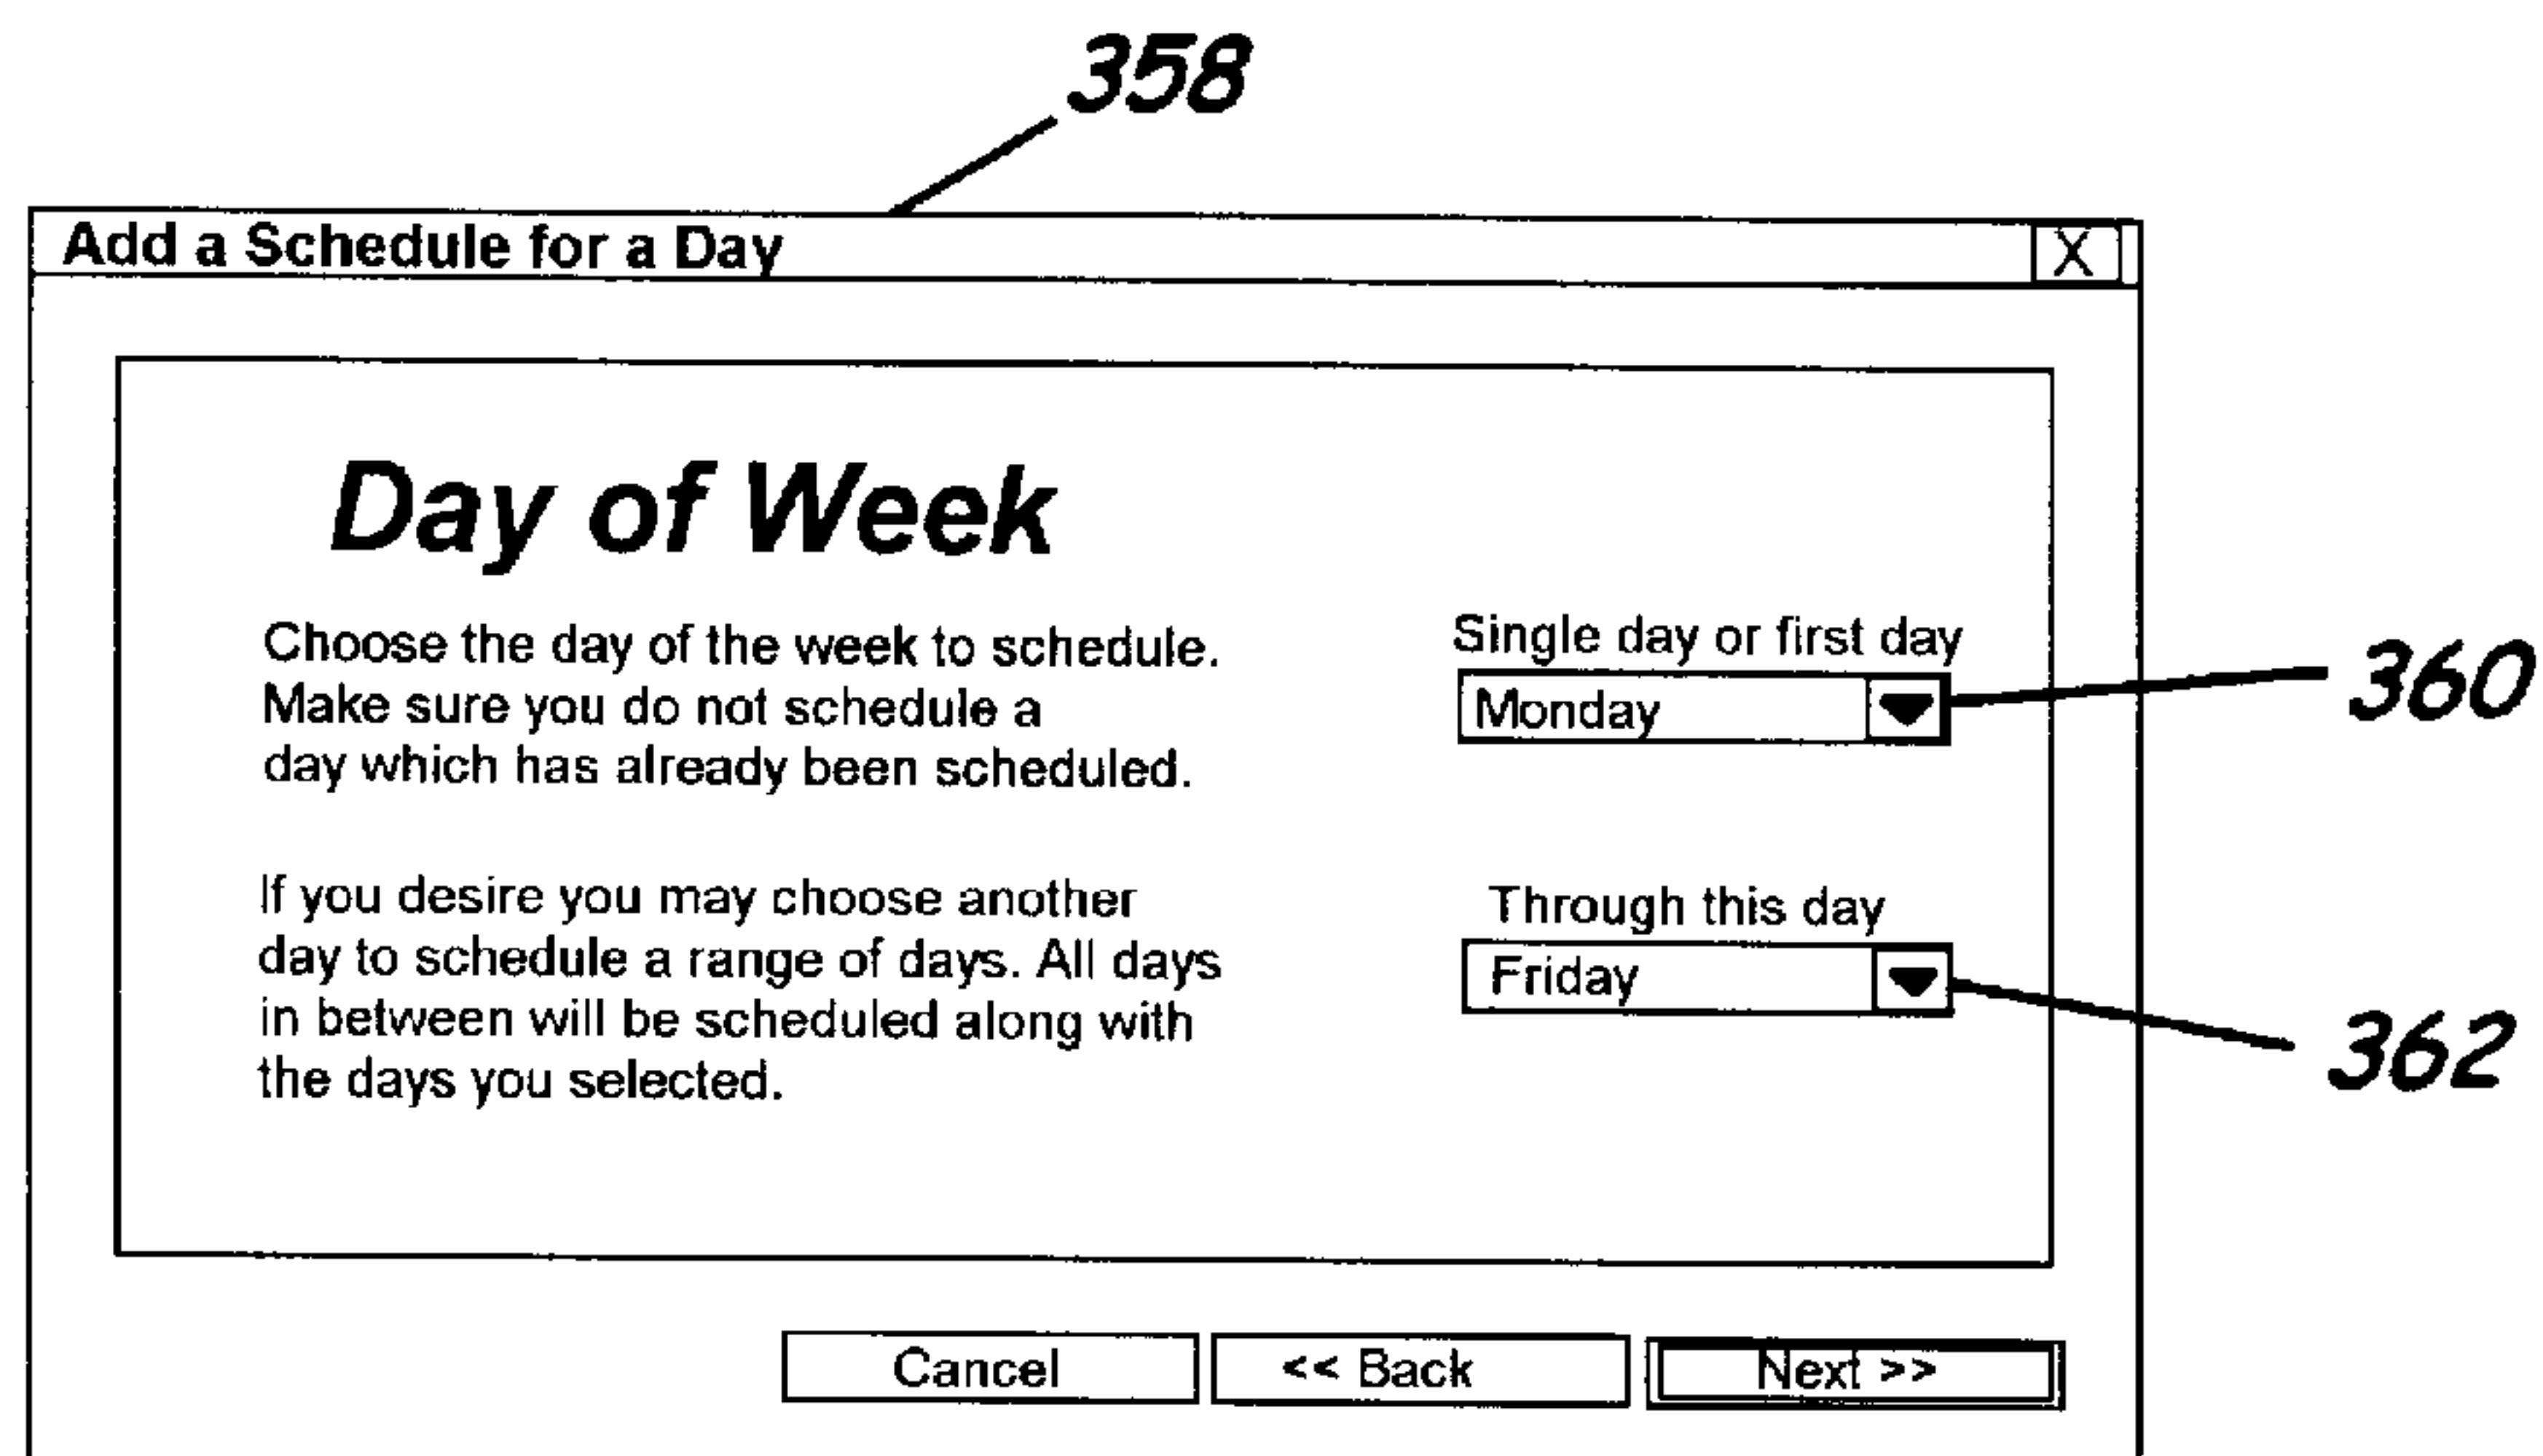 358
Add a Schedule for a Day X
Day of Week
Choose the day of the week to schedule.
Make sure you do not schedule a
day which has already been scheduled.
Single day or first day
Monday
360
If you desire you may choose another
day to schedule a range of days. All days
in between will be scheduled along with
the days you selected.
Through this day
Friday
362
Cancel
<< Back
Next >>